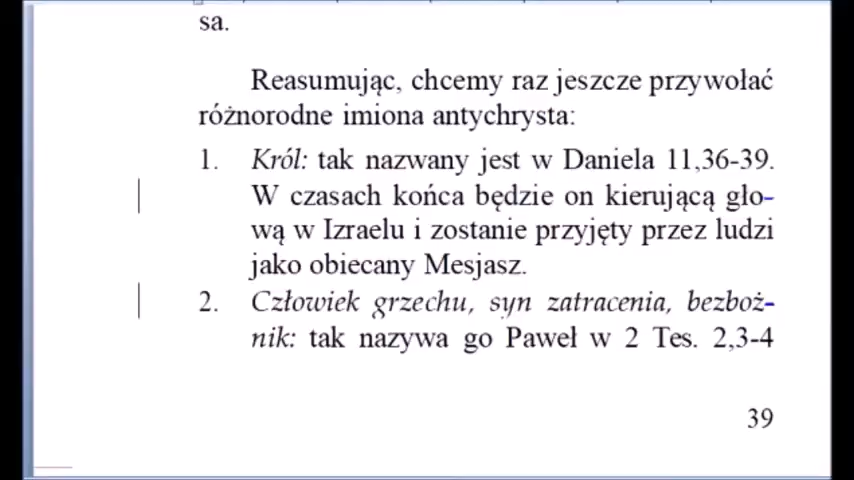 sa.
Reasumując, chcemy raz jeszcze przywołać
różnorodne imiona antychrysta:
1. Król: tak nazwany jest w Daniela 11,36-39.
W czasach końca będzie on kierującą gło-
wą w Izraelu i zostanie przyjęty przez ludzi
jako obiecany Mesjasz.
2. Człowiek grzechu, syn zatracenia, bezboż-
nik: tak nazywa go Paweł w 2 Tes. 2,3-4
39